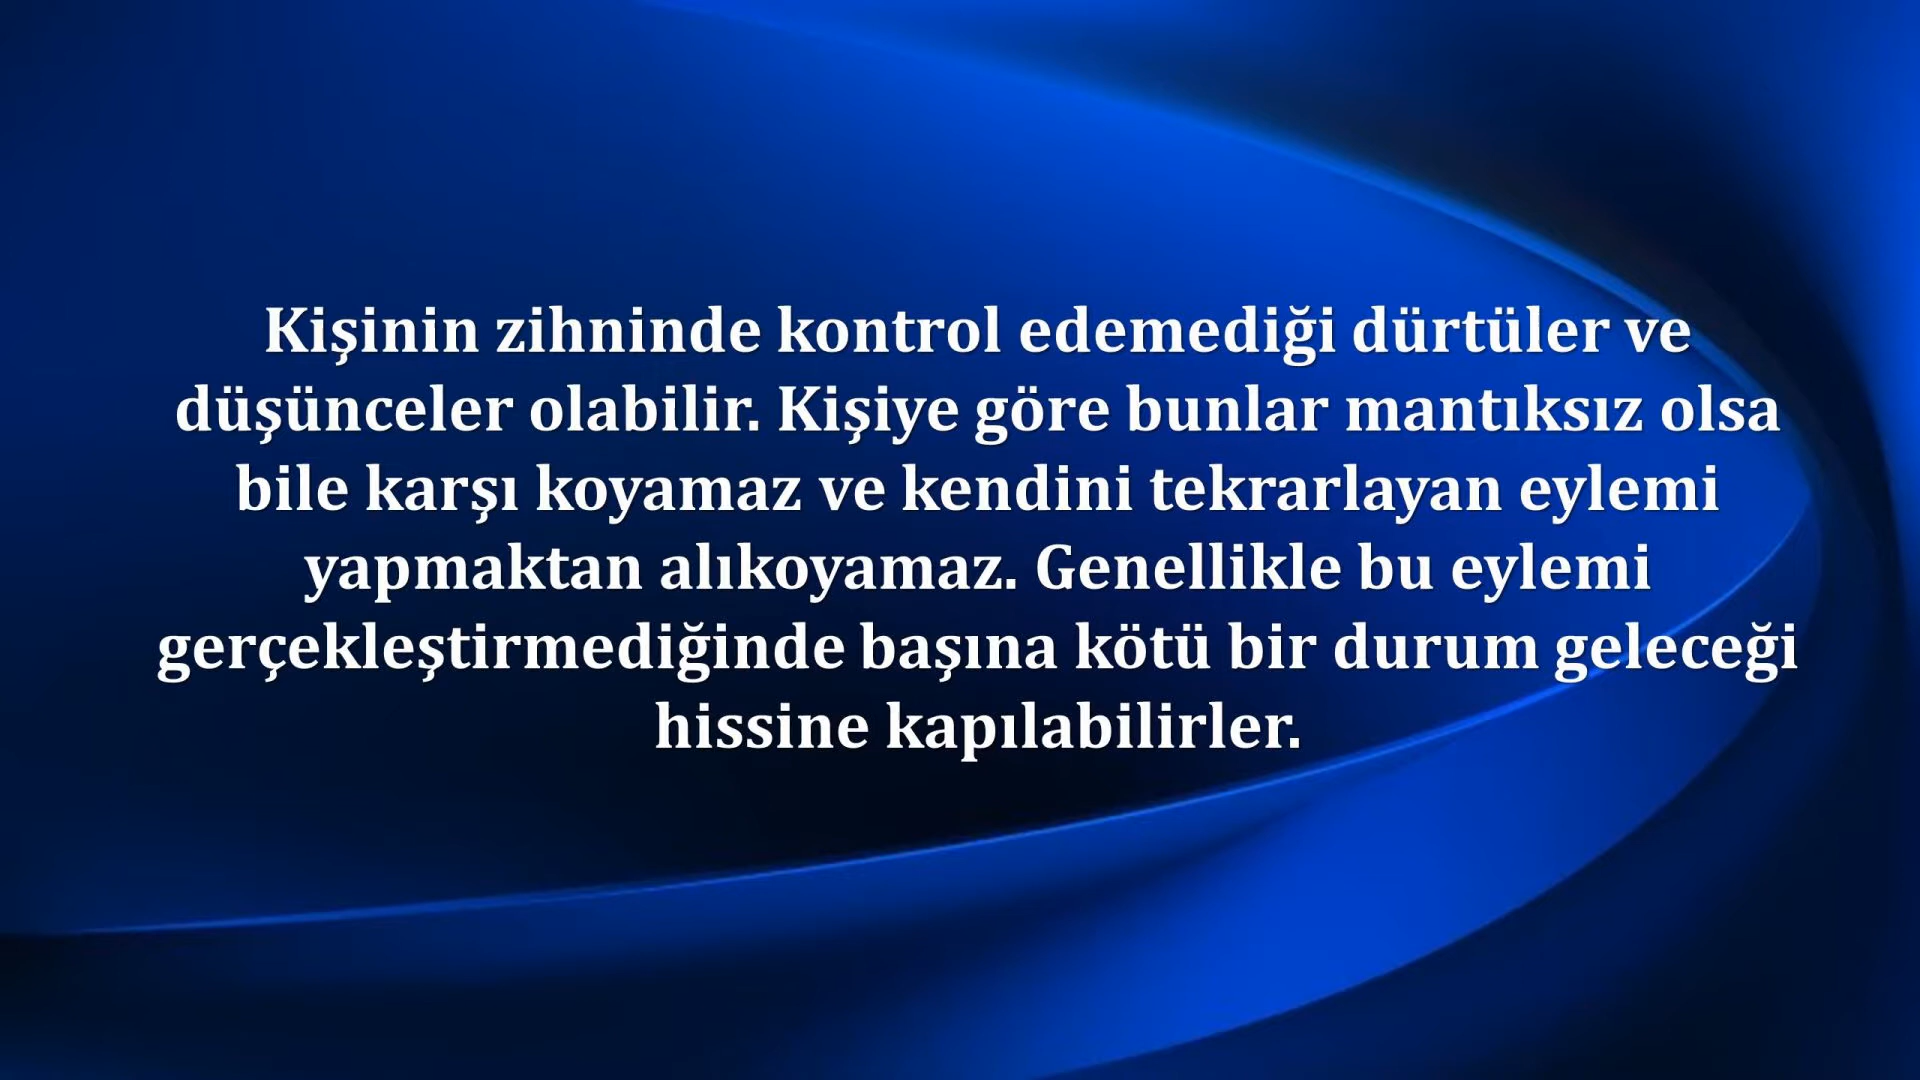 Kişinin zihninde kontrol edemediği dürtüler ve
düşünceler olabilir. Kişiye göre bunlar mantıksız olsa
bile karşı koyamaz ve kendini tekrarlayan eylemi
yapmaktan alıkoyamaz. Genellikle bu eylemi
gerçekleştirmediğinde başına kötü bir durum geleceği
hissine kapılabilirler.